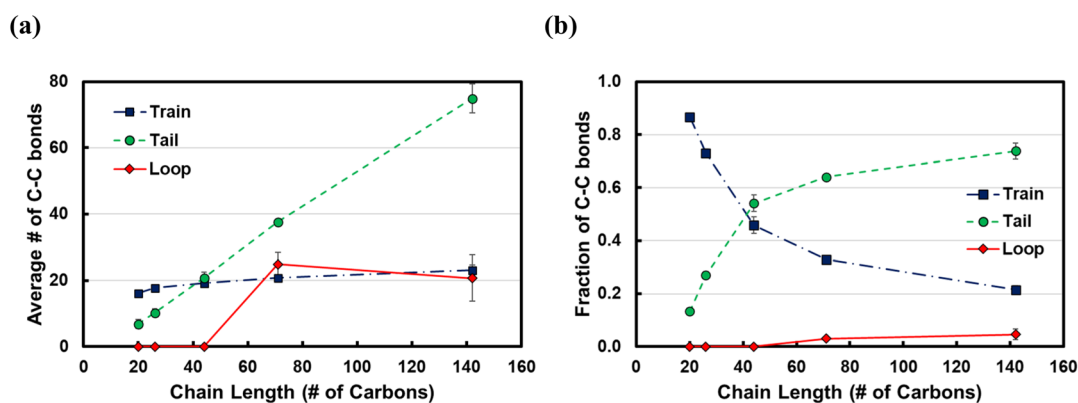 (a)
Average # of C-C bonds
80
60
40
20
0
Train
Tail
Loop
0 20 40 60 80 100 120 140 160
Chain Length (# of Carbons)
(b)
Fraction of C-C bonds
1.0
0.8
0.6
0.4
0.2
0.0
Train
Tail
Loop
0 20 40 60 80 100 120 140 160
Chain Length (# of Carbons)